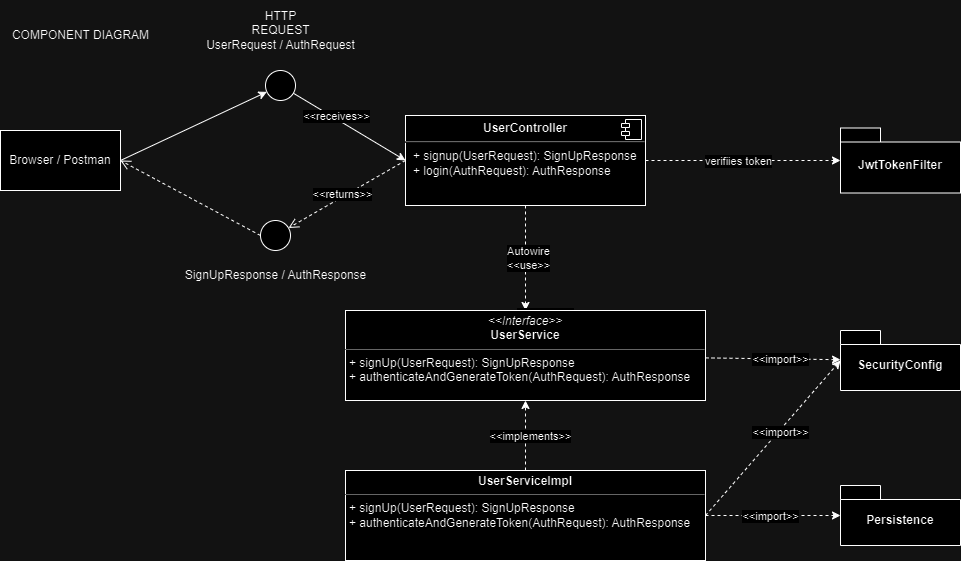 COMPONENT DIAGRAM
HTTP
REQUEST
UserRequest / AuthRequest
<<receives>>
Browser / Postman
UserController
+ signup(UserRequest): SignUpResponse
+ login(AuthRequest): AuthResponse
verifiies token
JwtTokenFilter
<<returns>>
SignUpResponse / AuthResponse
Autowire
<<use>>
<<Interface>>
UserService
+ signUp(UserRequest): SignUpResponse
+ authenticateAndGenerateToken(AuthRequest): AuthResponse
<<import>>
SecurityConfig
<<implements>>
<<import>>
UserServiceImpl
+ signUp(UserRequest): SignUpResponse
+ authenticateAndGenerateToken(AuthRequest): AuthResponse
<<import>>
Persistence